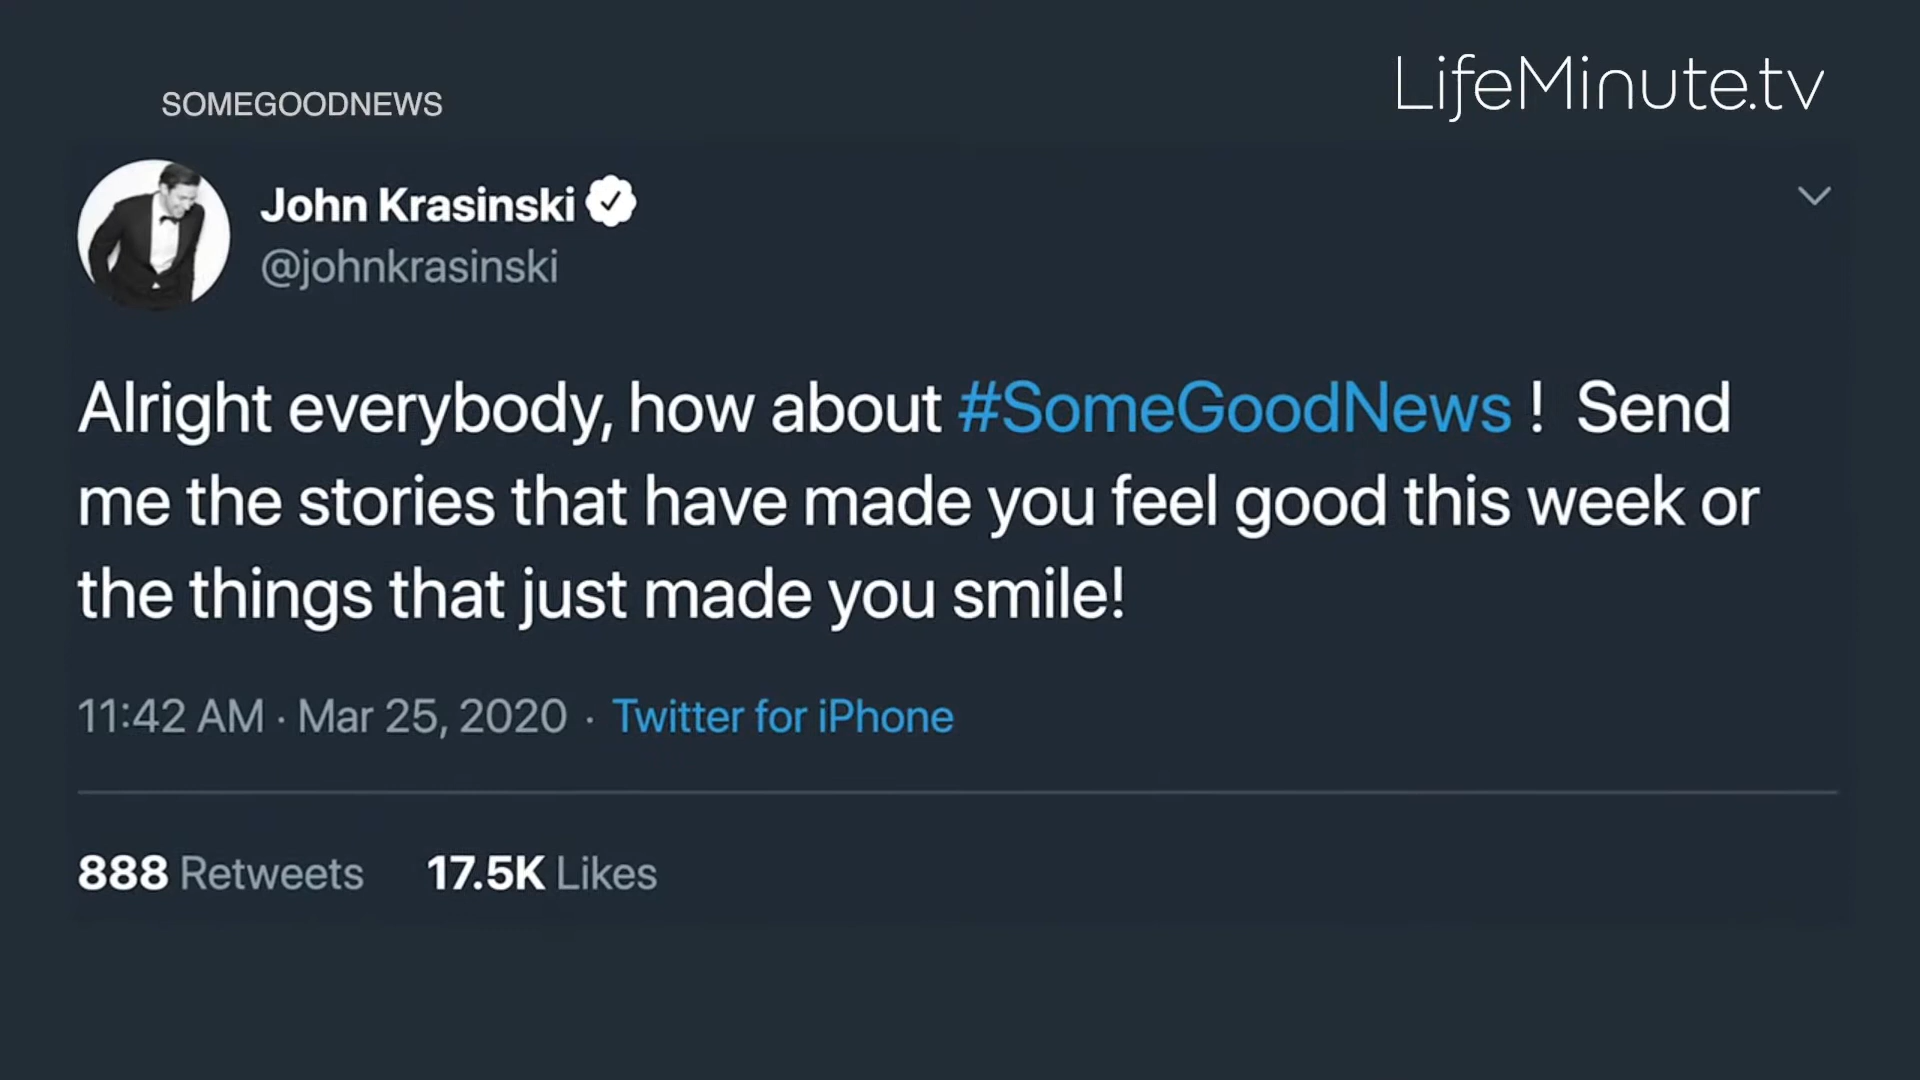 LifeMinute.tv
SOMEGOODNEWS
John Krasinski
@johnkrasinski
Alright everybody, how about #SomeGoodNews ! Send
me the stories that have made you feel good this week or
the things that just made you smile!
11:42 AM · Mar 25, 2020 · Twitter for iPhone
888 Retweets 17.5K Likes